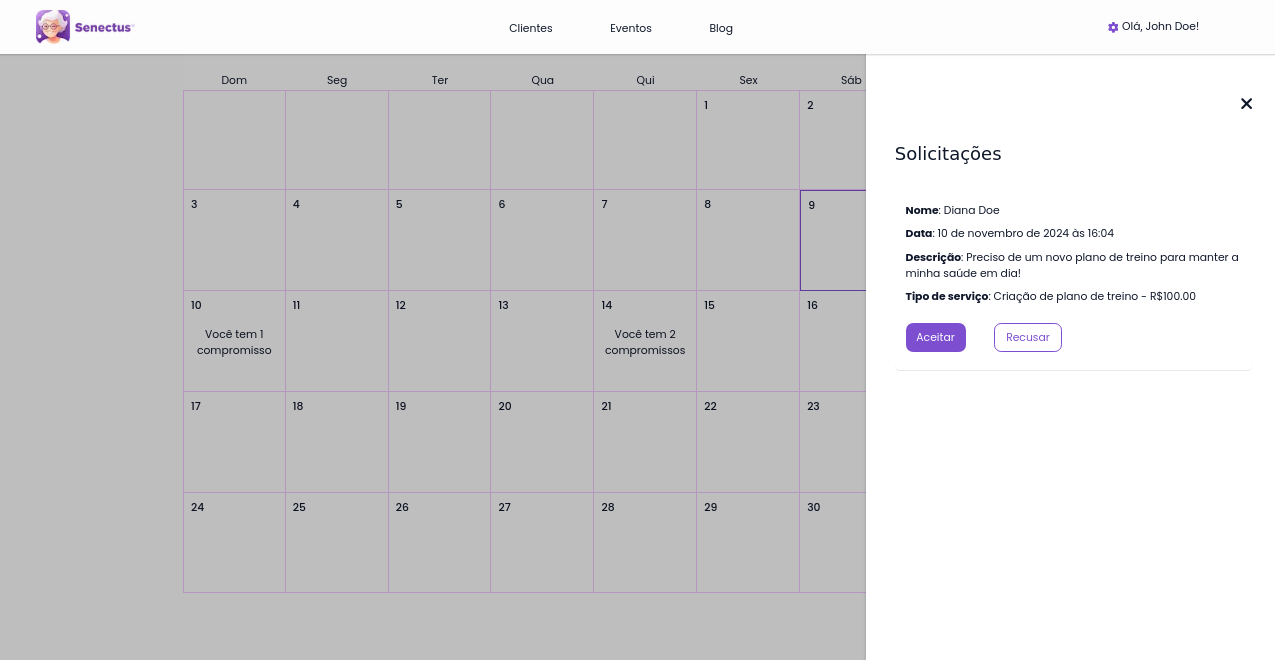 Senectus
Clientes
Eventos
Blog
Olá, John Doe!
Dom Seg Ter Qua Qui Sex Sáb
1 2
3 4 5 6 7 8 9
10 11 12 13 14 15 16
Você tem 1
compromisso
Você tem 2
compromissos
17 18 19 20 21 22 23
24 25 26 27 28 29 30
Solicitações
Nome: Diana Doe
Data: 10 de novembro de 2024 às 16:04
Descrição: Preciso de um novo plano de treino para manter a
minha saúde em dia!
Tipo de serviço: Criação de plano de treino - R$100.00
Aceitar
Recusar